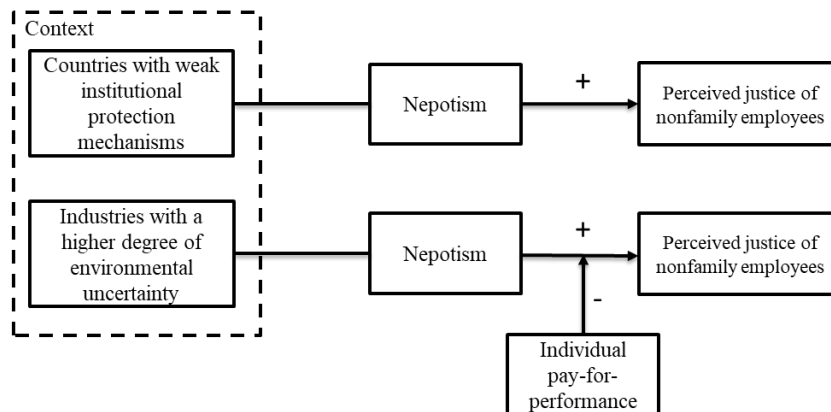 Context
Countries with weak
institutional
protection
mechanisms
Nepotism
+
Perceived justice of
nonfamily employees
Industries with a
higher degree of
environmental
uncertainty
Nepotism
+
Perceived justice of
nonfamily employees
-
Individual
pay-for-
performance